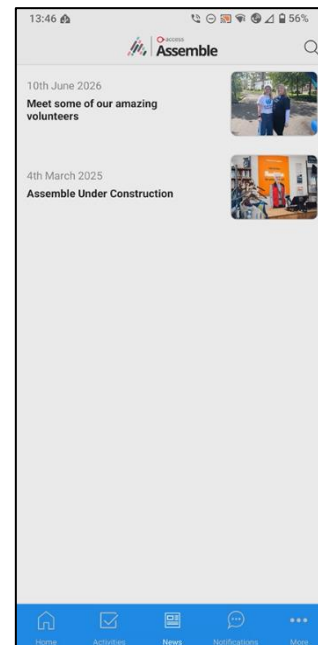 13:46 56%
access
Assemble
10th June 2026
Meet some of our amazing
volunteers
4th March 2025
Assemble Under Construction
Home Activities News Notifications More